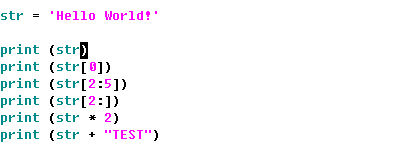 str = 'Hello World!'
print (str)
print (str[0])
print (str[2:5])
print (str[2:])
print (str * 2)
print (str + "TEST")